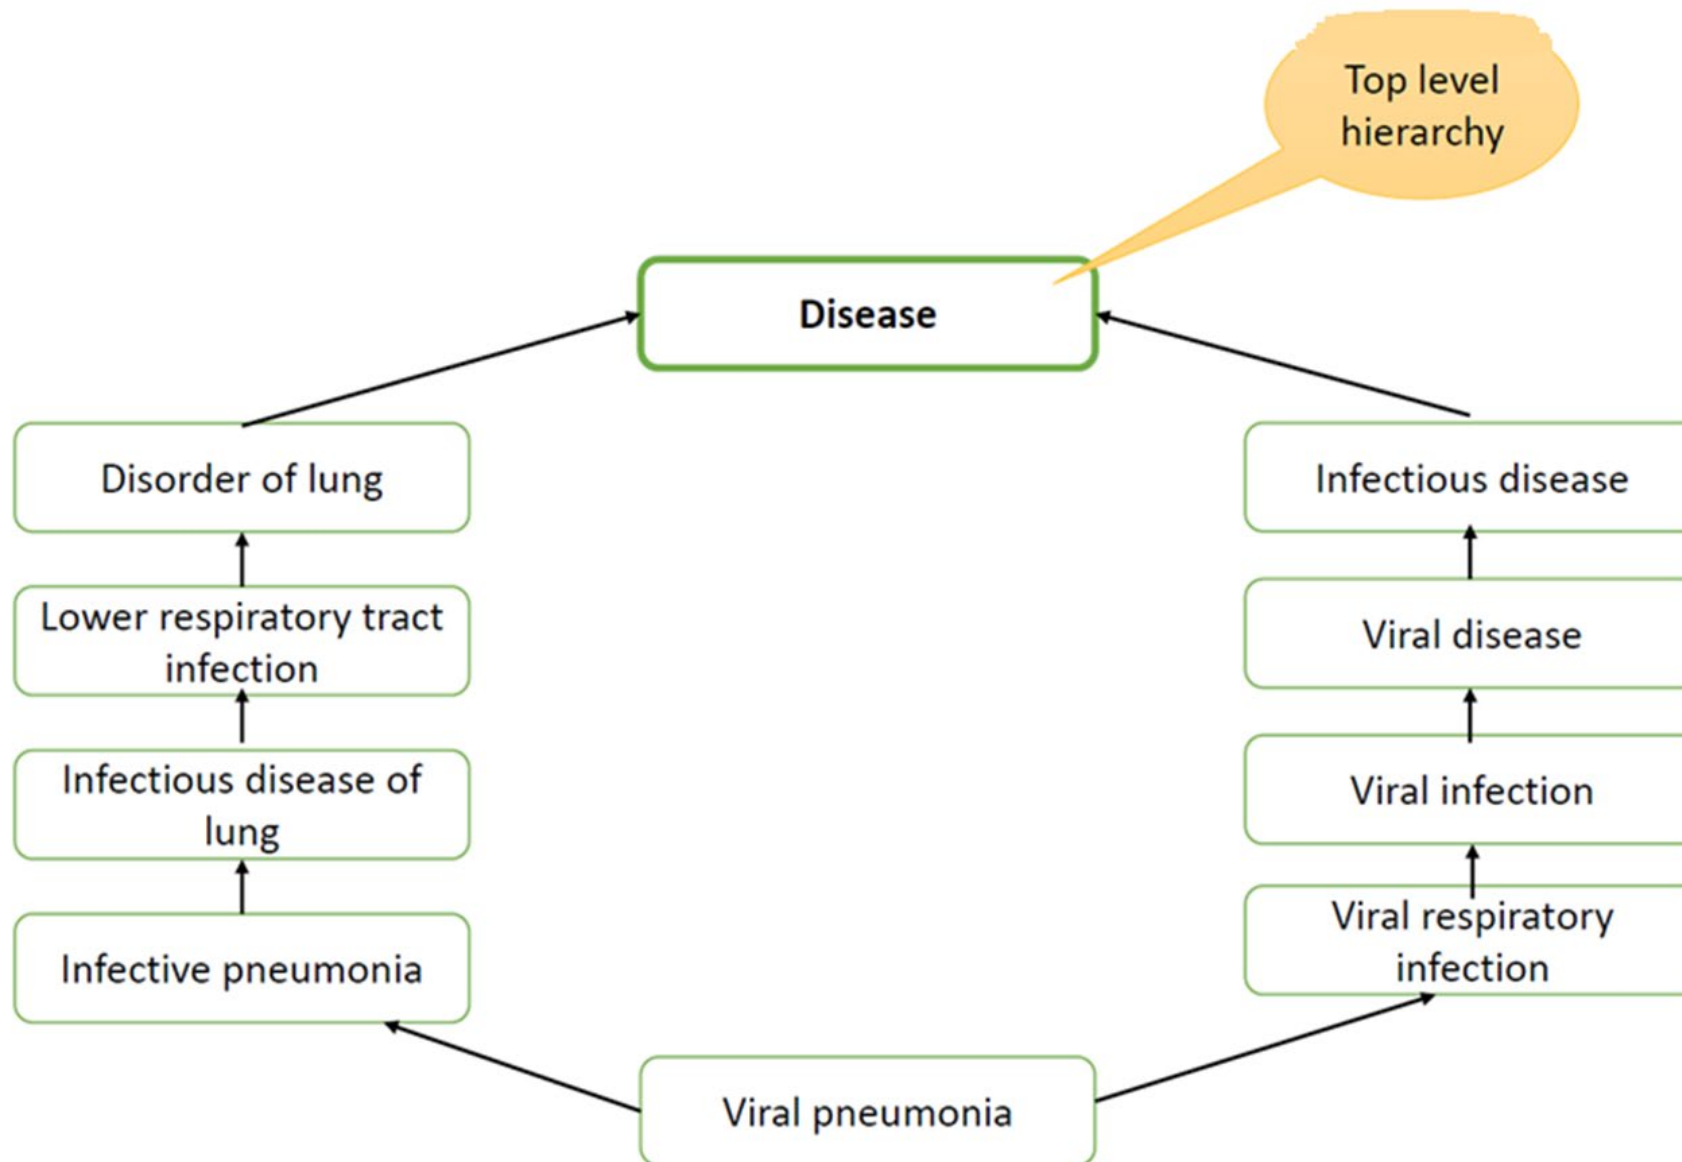 Top level
hierarchy
Disease
Disorder of lung
Lower respiratory tract
infection
Infectious disease of
lung
Infective pneumonia
Infectious disease
Viral disease
Viral infection
Viral respiratory
infection
Viral pneumonia